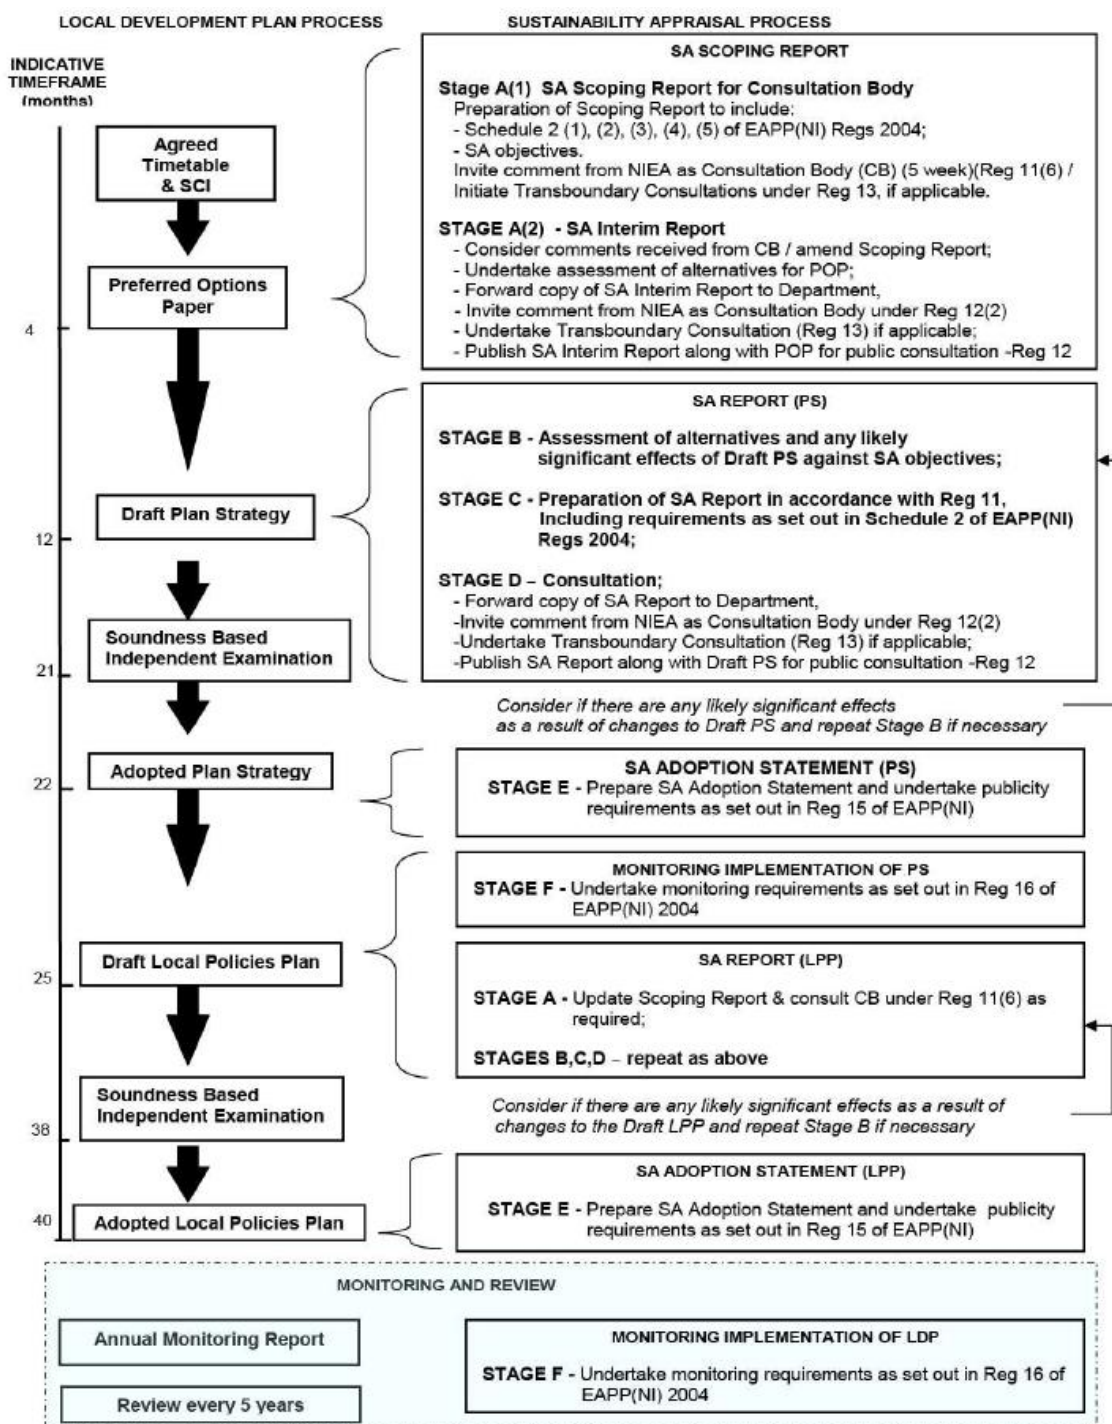 LOCAL DEVELOPMENT PLAN PROCESS
SUSTAINABILITY APPRAISAL PROCESS
INDICATIVE
TIMEFRAME
(months)
Agreed
Timetable
& SCI
Preferred Options
Paper
4
SA SCOPING REPORT
Stage A(1) SA Scoping Report for Consultation Body
Preparation of Scoping Report to include:
- Schedule 2 (1), (2), (3), (4), (5) of EAPP(NI) Regs 2004;
- SA objectives.
Invite comment from NIEA as Consultation Body (CB) (5 week)(Reg 11(6) /
Initiate Transboundary Consultations under Reg 13, if applicable.
STAGE A(2) - SA Interim Report
- Consider comments received from CB / amend Scoping Report;
- Undertake assessment of alternatives for POP;
- Forward copy of SA Interim Report to Department,
- Invite comment from NIEA as Consultation Body under Reg 12(2)
- Undertake Transboundary Consultation (Reg 13) if applicable;
- Publish SA Interim Report along with POP for public consultation -Reg 12
Draft Plan Strategy
12
Soundness Based
Independent Examination
21
SA REPORT (PS)
STAGE B - Assessment of alternatives and any likely
significant effects of Draft PS against SA objectives;
STAGE C - Preparation of SA Report in accordance with Reg 11,
Including requirements as set out in Schedule 2 of EAPP(NI)
Regs 2004;
STAGE D – Consultation;
- Forward copy of SA Report to Department,
-Invite comment from NIEA as Consultation Body under Reg 12(2)
-Undertake Transboundary Consultation (Reg 13) if applicable;
-Publish SA Report along with Draft PS for public consultation -Reg 12
Consider if there are any likely significant effects
as a result of changes to Draft PS and repeat Stage B if necessary
Adopted Plan Strategy
22
SA ADOPTION STATEMENT (PS)
STAGE E - Prepare SA Adoption Statement and undertake publicity
requirements as set out in Reg 15 of EAPP(NI)
MONITORING IMPLEMENTATION OF PS
STAGE F - Undertake monitoring requirements as set out in Reg 16 of
EAPP(NI) 2004
Draft Local Policies Plan
25
SA REPORT (LPP)
STAGE A - Update Scoping Report & consult CB under Reg 11(6) as
required;
STAGES B,C,D – repeat as above
Soundness Based
Independent Examination
38
Consider if there are any likely significant effects as a result of
changes to the Draft LPP and repeat Stage B if necessary
Adopted Local Policies Plan
40
SA ADOPTION STATEMENT (LPP)
STAGE E - Prepare SA Adoption Statement and undertake publicity
requirements as set out in Reg 15 of EAPP(NI)
MONITORING AND REVIEW
Annual Monitoring Report
Review every 5 years
MONITORING IMPLEMENTATION OF LDP
STAGE F - Undertake monitoring requirements as set out in Reg 16 of
EAPP(NI) 2004